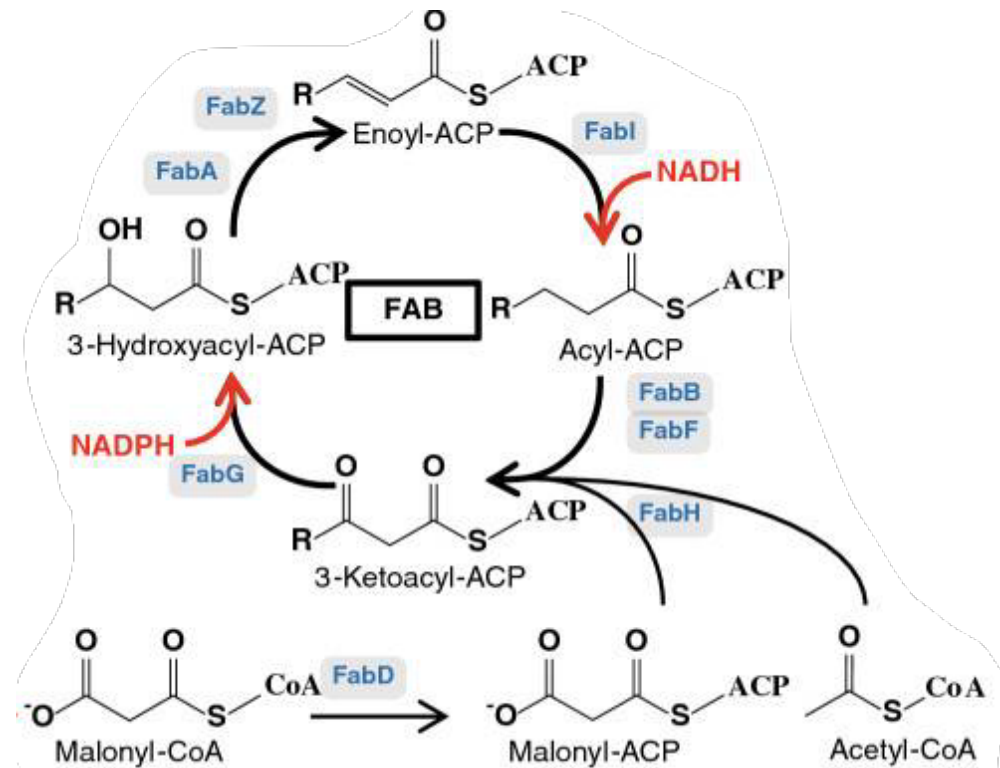 O
ACP
FabZ
R
S
Enoyl-ACP
FabI
FabA
NADH
OH
O
O
ACP
ACP
R
S
FAB
R
S
3-Hydroxyacyl-ACP
Acyl-ACP
FabB
FabF
NADPH
FabG
O
O
ACP
FabH
R
S
3-Ketoacyl-ACP
O
O
O
O
O
CoA
FabD
ACP
CoA
-O
S
-O
S
S
Malonyl-CoA
Malonyl-ACP
Acetyl-CoA